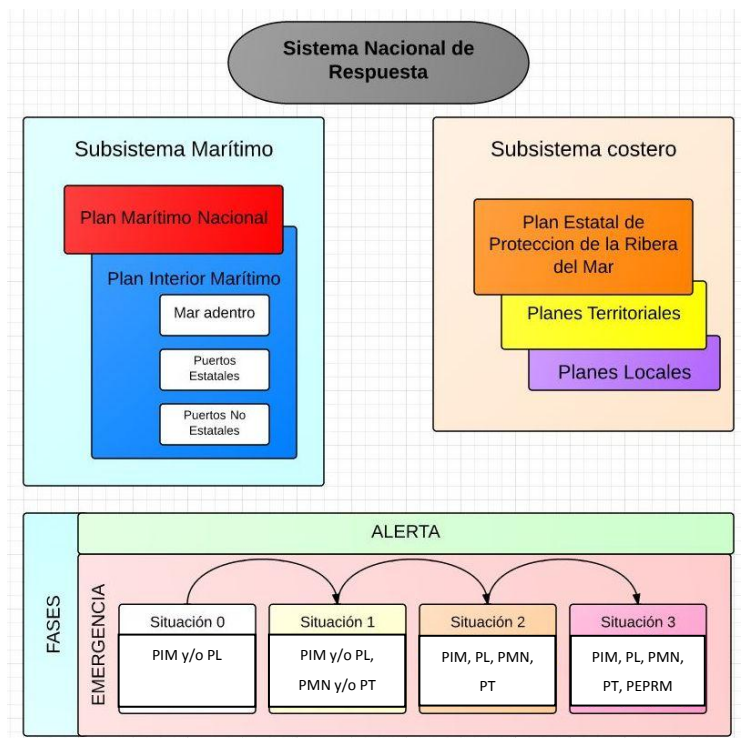 Sistema Nacional de
Respuesta
Subsistema Marítimo
Plan Marítimo Nacional
Plan Interior Marítimo
Mar adentro
Puertos
Estatales
Puertos No
Estatales
Subsistema costero
Plan Estatal de
Proteccion de la Ribera
del Mar
Planes Territoriales
Planes Locales
FASES
ALERTA
EMERGENCIA
Situación 0
PIM y/o PL
Situación 1
PIM y/o PL,
PMN y/o PT
Situación 2
PIM, PL, PMN,
PT
Situación 3
PIM, PL, PMN,
PT, PEPRM